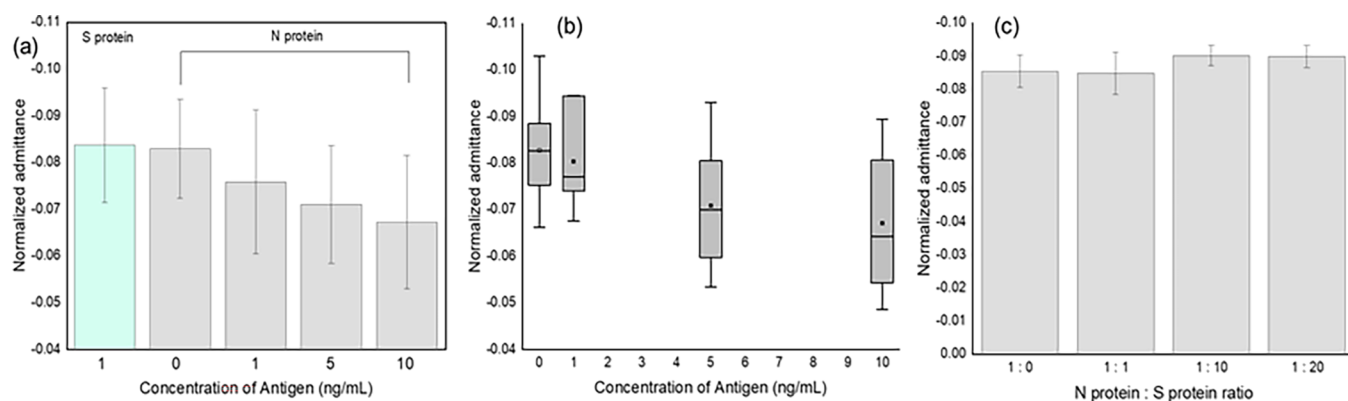 (a)
S protein
N protein
Normalized admittance
-0.11
-0.10
-0.09
-0.08
-0.07
-0.06
-0.05
-0.04
1 0 1 5 10
Concentration of Antigen (ng/mL)
(b)
Normalized admittance
-0.11
-0.10
-0.09
-0.08
-0.07
-0.06
-0.05
-0.04
0 1 2 3 4 5 6 7 8 9 10
Concentration of Antigen (ng/mL)
(c)
Normalized admittance
-0.10
-0.09
-0.08
-0.07
-0.06
-0.05
-0.04
-0.03
-0.02
-0.01
0.00
1 : 0 1 : 1 1 : 10 1 : 20
N protein : S protein ratio